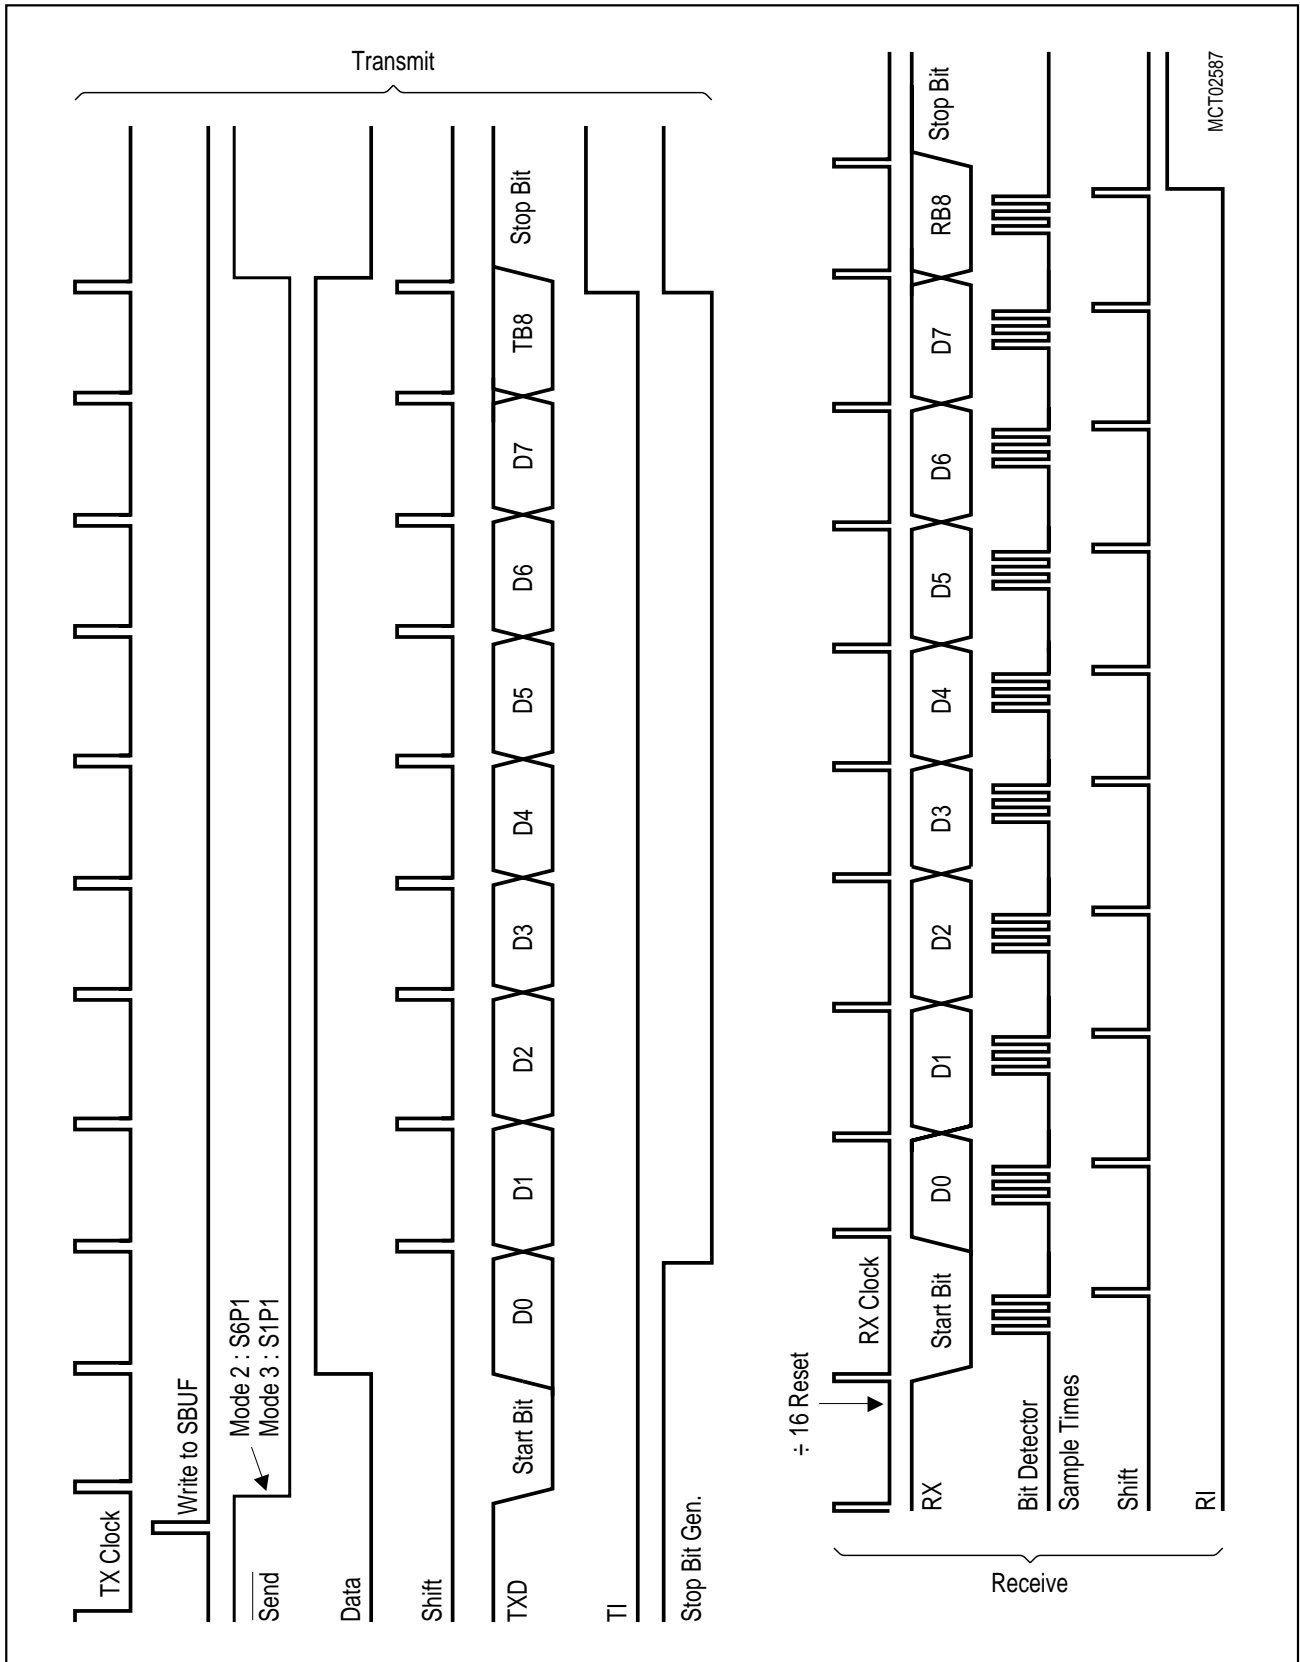 Transmit
TX Clock
Write to SBUF
Mode 2 : S6P1
Mode 3 : S1P1
Send
Data
Shift
TXD
Start Bit
D0
D1
D2
D3
D4
D5
D6
D7
TB8
Stop Bit
TI
Stop Bit Gen.
÷ 16 Reset
RX Clock
RX
Start Bit
D0
D1
D2
D3
D4
D5
D6
D7
RB8
Stop Bit
Bit Detector
Sample Times
Shift
RI
Receive
MCT02587